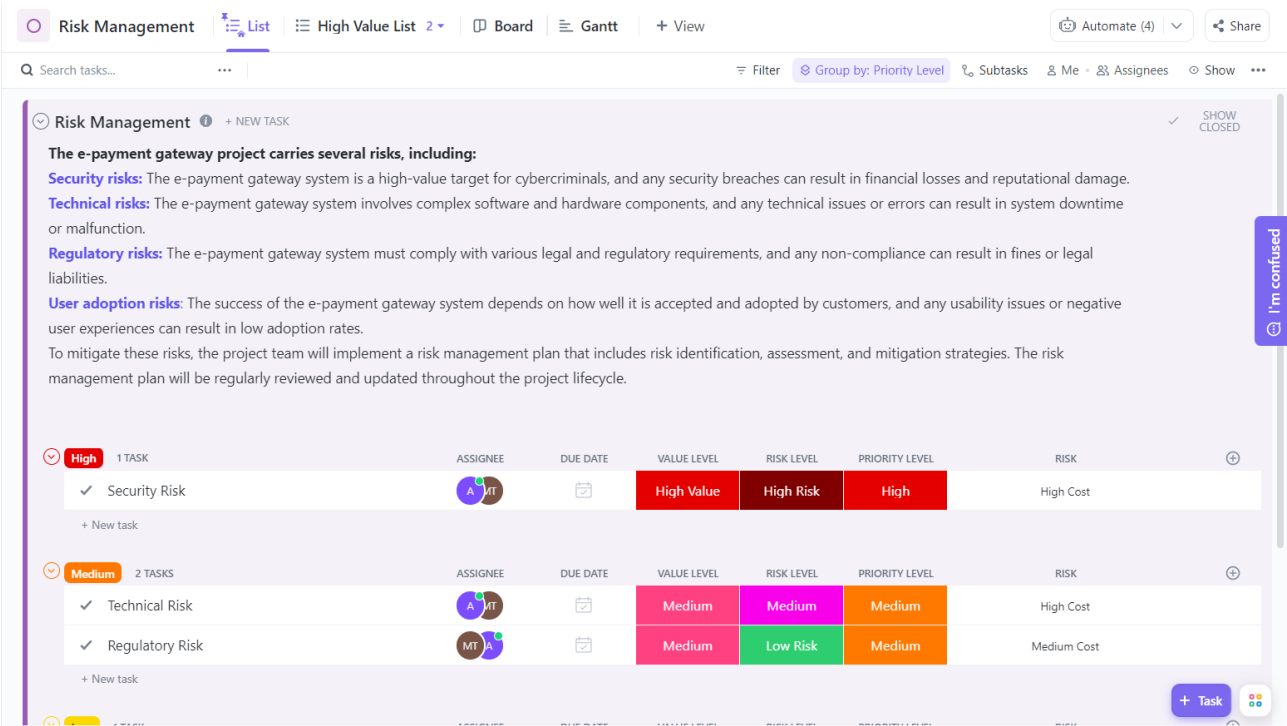 Risk Management List High Value List 2 Board Gantt + View Automate (4) Share
Search tasks... ... Filter Group by: Priority Level Subtasks Me Assignees Show ...
Risk Management + NEW TASK SHOW CLOSED
The e-payment gateway project carries several risks, including:
Security risks: The e-payment gateway system is a high-value target for cybercriminals, and any security breaches can result in financial losses and reputational damage.
Technical risks: The e-payment gateway system involves complex software and hardware components, and any technical issues or errors can result in system downtime
or malfunction.
Regulatory risks: The e-payment gateway system must comply with various legal and regulatory requirements, and any non-compliance can result in fines or legal
liabilities.
User adoption risks: The success of the e-payment gateway system depends on how well it is accepted and adopted by customers, and any usability issues or negative
user experiences can result in low adoption rates.
To mitigate these risks, the project team will implement a risk management plan that includes risk identification, assessment, and mitigation strategies. The risk
management plan will be regularly reviewed and updated throughout the project lifecycle.
I'm confused
High 1 TASK ASSIGNEE DUE DATE VALUE LEVEL RISK LEVEL PRIORITY LEVEL RISK
Security Risk A MT High Value High Risk High High Cost
+ New task
Medium 2 TASKS ASSIGNEE DUE DATE VALUE LEVEL RISK LEVEL PRIORITY LEVEL RISK
Technical Risk A MT Medium Medium Medium High Cost
Regulatory Risk MT A Medium Low Risk Medium Medium Cost
+ New task
+ Task